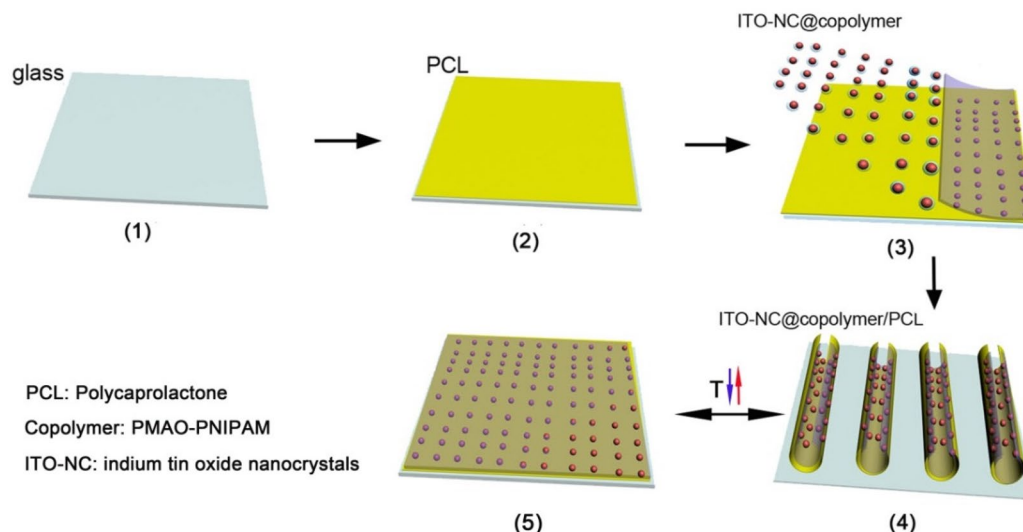 glass
PCL
ITO-NC@copolymer
(1)
(2)
(3)
ITO-NC@copolymer/PCL
T
PCL: Polycaprolactone
Copolymer: PMAO-PNIPAM
ITO-NC: indium tin oxide nanocrystals
(5)
(4)